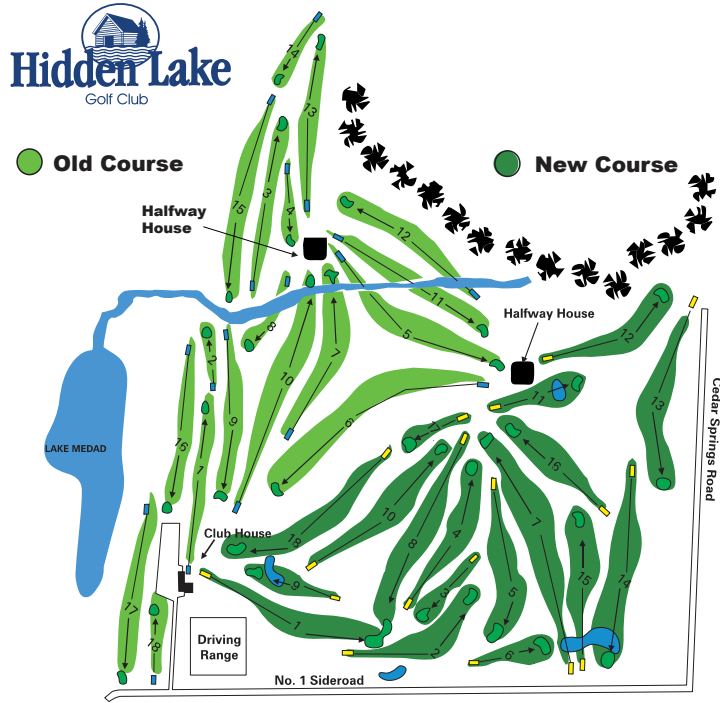 Hidden Lake
Golf Club
Old Course
New Course
14
13
15
3
4
Halfway
House
12
11
5
8
7
10
2
9
6
16
1
17
18
LAKE MEDAD
Halfway House
12
11
13
Cedar Springs Road
17
16
10
18
8
4
7
5
3
9
1
2
6
15
14
Club House
Driving
Range
No. 1 Sideroad